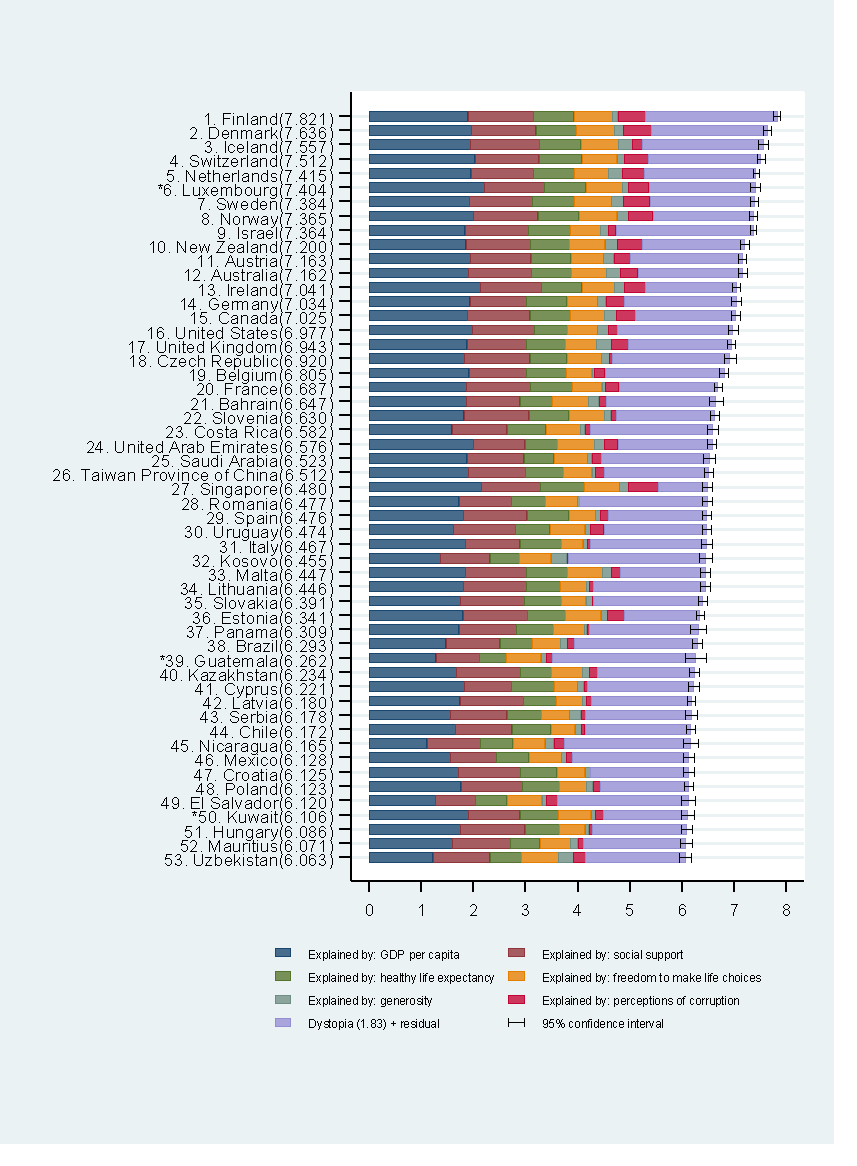 1. Finland(7.821)
2. Denmark(7.636)
3. Iceland(7.557)
4. Switzerland(7.512)
5. Netherlands(7.415)
*6. Luxembourg(7.404)
7. Sweden(7.384)
8. Norway(7.365)
9. Israel(7.364)
10. New Zealand(7.200)
11. Austria(7.163)
12. Australia(7.162)
13. Ireland(7.041)
14. Germany(7.034)
15. Canada(7.025)
16. United States(6.977)
17. United Kingdom(6.943)
18. Czech Republic(6.920)
19. Belgium(6.805)
20. France(6.687)
21. Bahrain(6.647)
22. Slovenia(6.630)
23. Costa Rica(6.582)
24. United Arab Emirates(6.576)
25. Saudi Arabia(6.523)
26. Taiwan Province of China(6.512)
27. Singapore(6.480)
28. Romania(6.477)
29. Spain(6.476)
30. Uruguay(6.474)
31. Italy(6.467)
32. Kosovo(6.455)
33. Malta(6.447)
34. Lithuania(6.446)
35. Slovakia(6.391)
36. Estonia(6.341)
37. Panama(6.309)
38. Brazil(6.293)
*39. Guatemala(6.262)
40. Kazakhstan(6.234)
41. Cyprus(6.221)
42. Latvia(6.180)
43. Serbia(6.178)
44. Chile(6.172)
45. Nicaragua(6.165)
46. Mexico(6.128)
47. Croatia(6.125)
48. Poland(6.123)
49. El Salvador(6.120)
*50. Kuwait(6.106)
51. Hungary(6.086)
52. Mauritius(6.071)
53. Uzbekistan(6.063)
0 1 2 3 4 5 6 7 8
Explained by: GDP per capita
Explained by: social support
Explained by: healthy life expectancy
Explained by: freedom to make life choices
Explained by: generosity
Explained by: perceptions of corruption
Dystopia (1.83) + residual
95% confidence interval